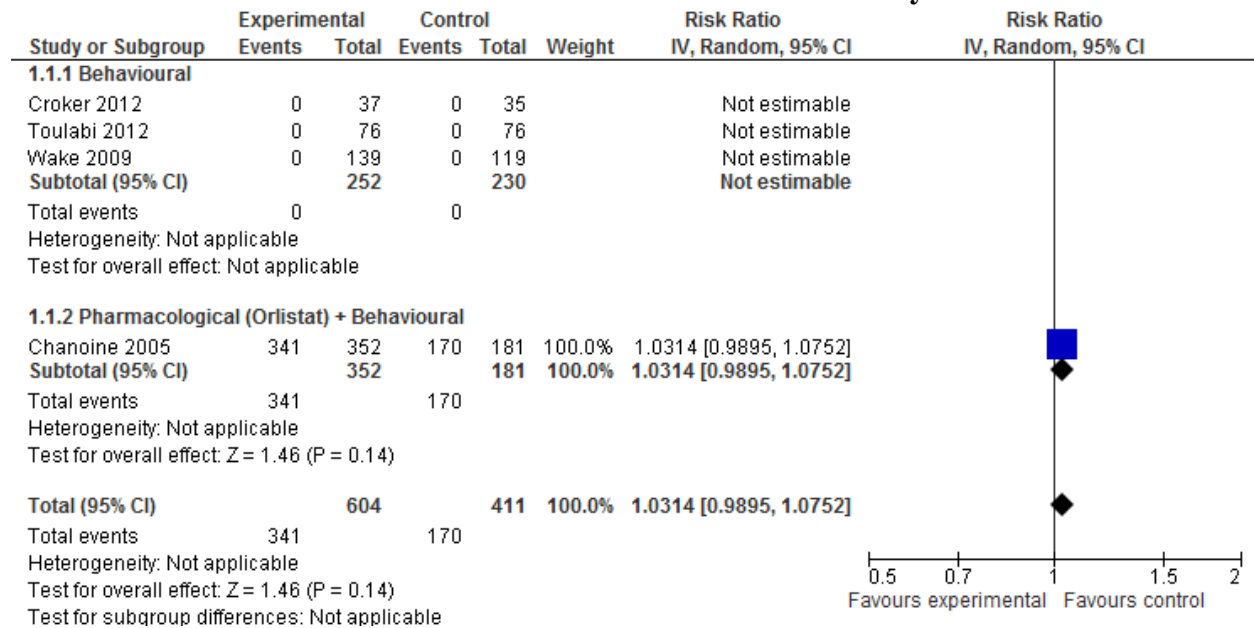 Experimental Control Risk Ratio Risk Ratio
Study or Subgroup Events Total Events Total Weight IV, Random, 95% CI IV, Random, 95% CI
1.1.1 Behavioural
Croker 2012 0 37 0 35 Not estimable
Toulabi 2012 0 76 0 76 Not estimable
Wake 2009 0 139 0 119 Not estimable
Subtotal (95% CI) 252 230 Not estimable
Total events 0 0
Heterogeneity: Not applicable
Test for overall effect: Not applicable
1.1.2 Pharmacological (Orlistat) + Behavioural
Chanoine 2005 341 352 170 181 100.0% 1.0314 [0.9895, 1.0752]
Subtotal (95% CI) 352 181 100.0% 1.0314 [0.9895, 1.0752]
Total events 341 170
Heterogeneity: Not applicable
Test for overall effect: Z = 1.46 (P = 0.14)
Total (95% CI) 604 411 100.0% 1.0314 [0.9895, 1.0752]
Total events 341 170
Heterogeneity: Not applicable
Test for overall effect: Z = 1.46 (P = 0.14)
Test for subgroup differences: Not applicable
0.5 0.7 1 1.5 2
Favours experimental Favours control